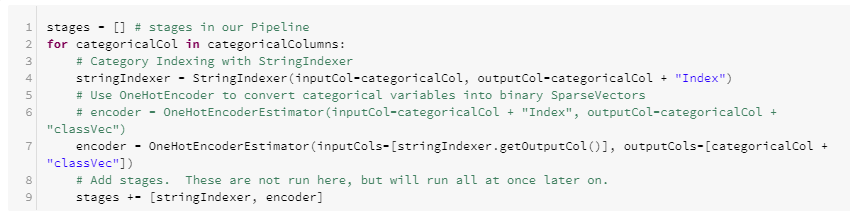 1 stages = [] # stages in our Pipeline
2 for categoricalCol in categoricalColumns:
3     # Category Indexing with StringIndexer
4     stringIndexer = StringIndexer(inputCol=categoricalCol, outputCol=categoricalCol + "Index")
5     # Use OneHotEncoder to convert categorical variables into binary SparseVectors
6     # encoder = OneHotEncoderEstimator(inputCol=categoricalCol + "Index", outputCol=categoricalCol +
"classVec")
7     encoder = OneHotEncoderEstimator(inputCols=[stringIndexer.getOutputCol()], outputCols=[categoricalCol +
"classVec"])
8     # Add stages.  These are not run here, but will run all at once later on.
9     stages += [stringIndexer, encoder]